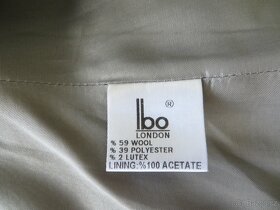 lbo ®
LONDON
% 59 WOOL
% 39 POLYESTER
% 2 LUTEX
LINING:%100 ACETATE